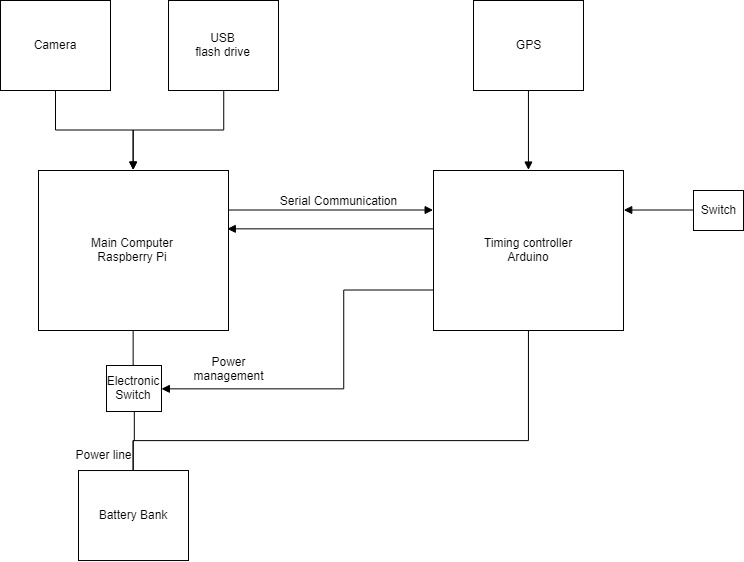 Camera
USB
flash drive
GPS
Serial Communication
Switch
Main Computer
Raspberry Pi
Timing controller
Arduino
Power
management
Electronic
Switch
Power line
Battery Bank